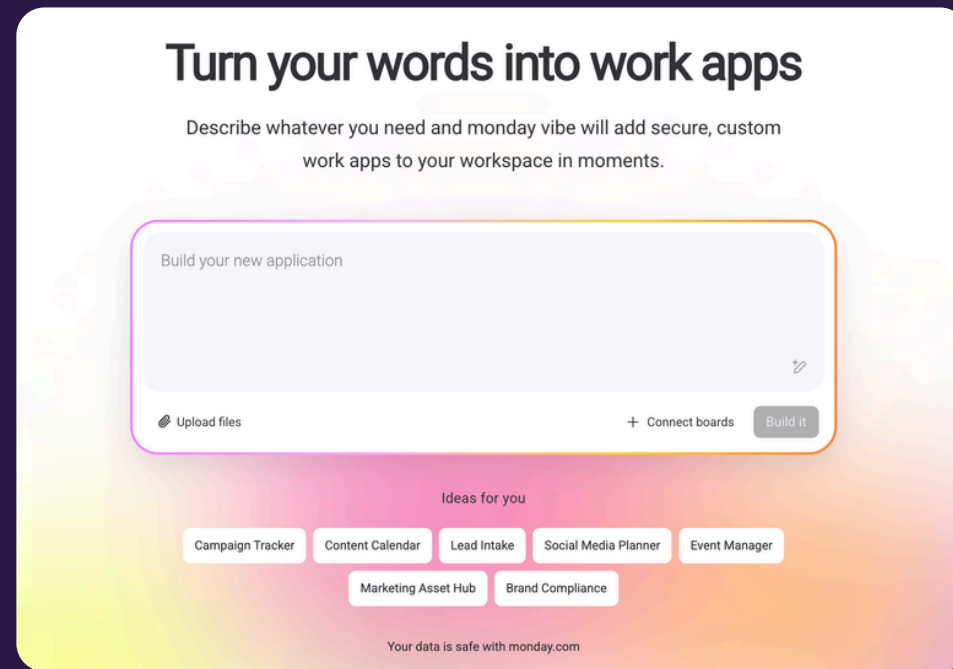 Turn your words into work apps
Describe whatever you need and monday vibe will add secure, custom
work apps to your workspace in moments.
Build your new application
Upload files
Connect boards
Build it
Ideas for you
Campaign Tracker
Content Calendar
Lead Intake
Social Media Planner
Event Manager
Marketing Asset Hub
Brand Compliance
Your data is safe with monday.com